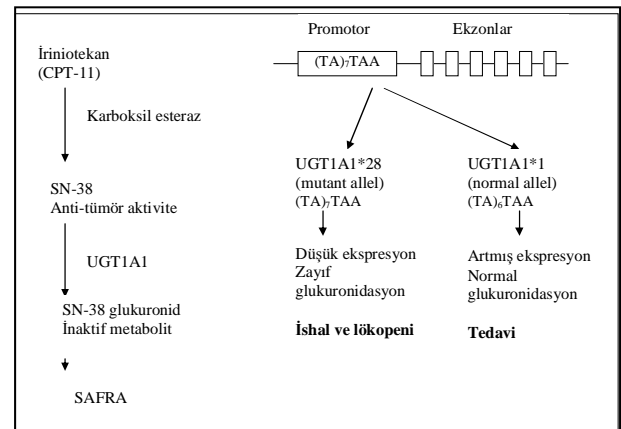 İriniotekan
(CPT-11)
Karboksil esteraz
SN-38
Anti-tümör aktivite
UGT1A1
SN-38 glukuronid
İnaktif metabolit
SAFRA
Promotor
Ekzonlar
(TA)₇TAA
UGT1A1*28
(mutant allel)
(TA)₇TAA
Düşük ekspresyon
Zayıf
glukuronidasyon
İshal ve lökopeni
UGT1A1*1
(normal allel)
(TA)₆TAA
Artmış ekspresyon
Normal
glukuronidasyon
Tedavi